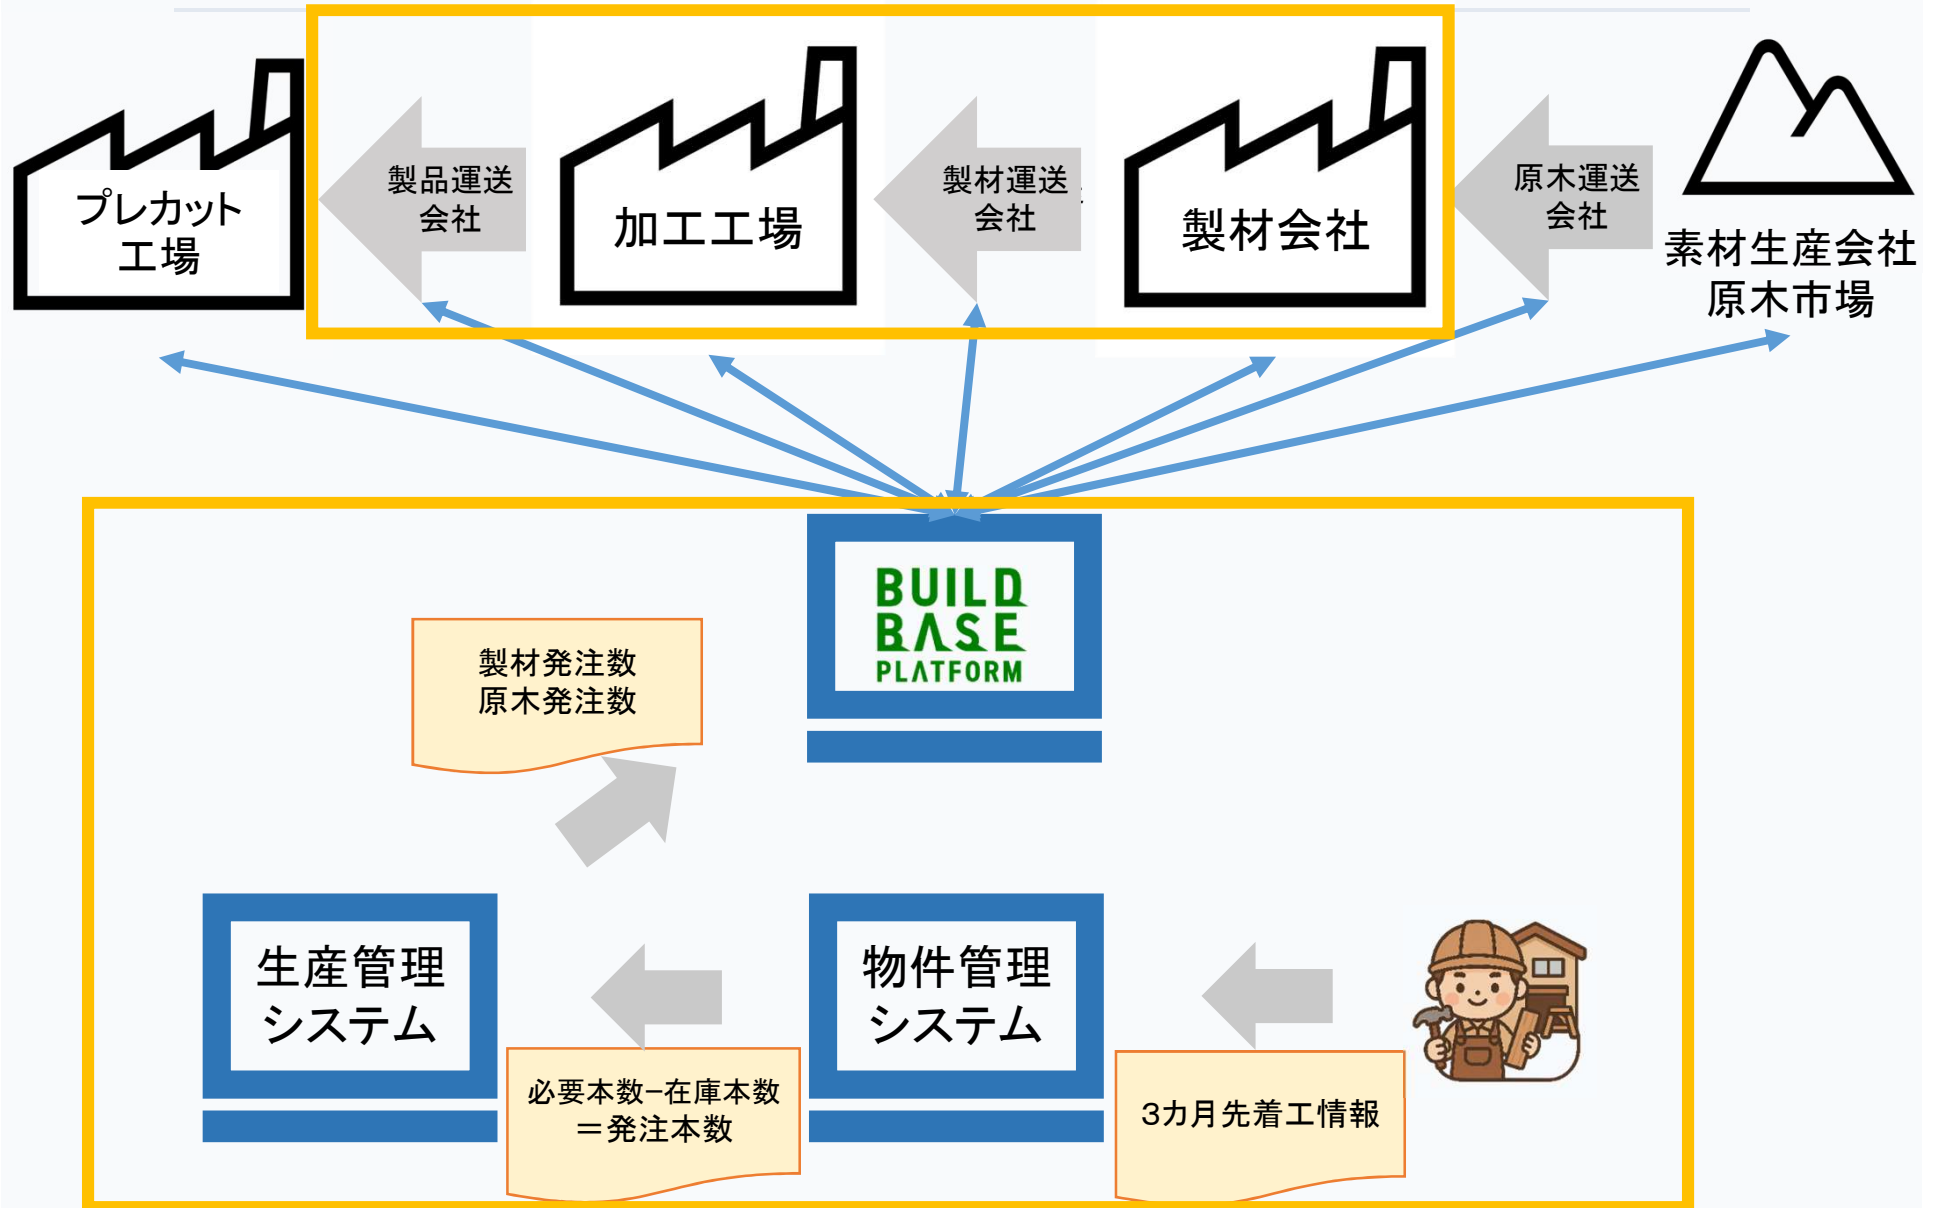 プレカット
工場
製品運送
会社
加工工場
製材運送
会社
製材会社
原木運送
会社
素材生産会社
原木市場
BUILD
BASE
PLATFORM
製材発注数
原木発注数
生産管理
システム
必要本数−在庫本数
＝発注本数
物件管理
システム
3カ月先着工情報